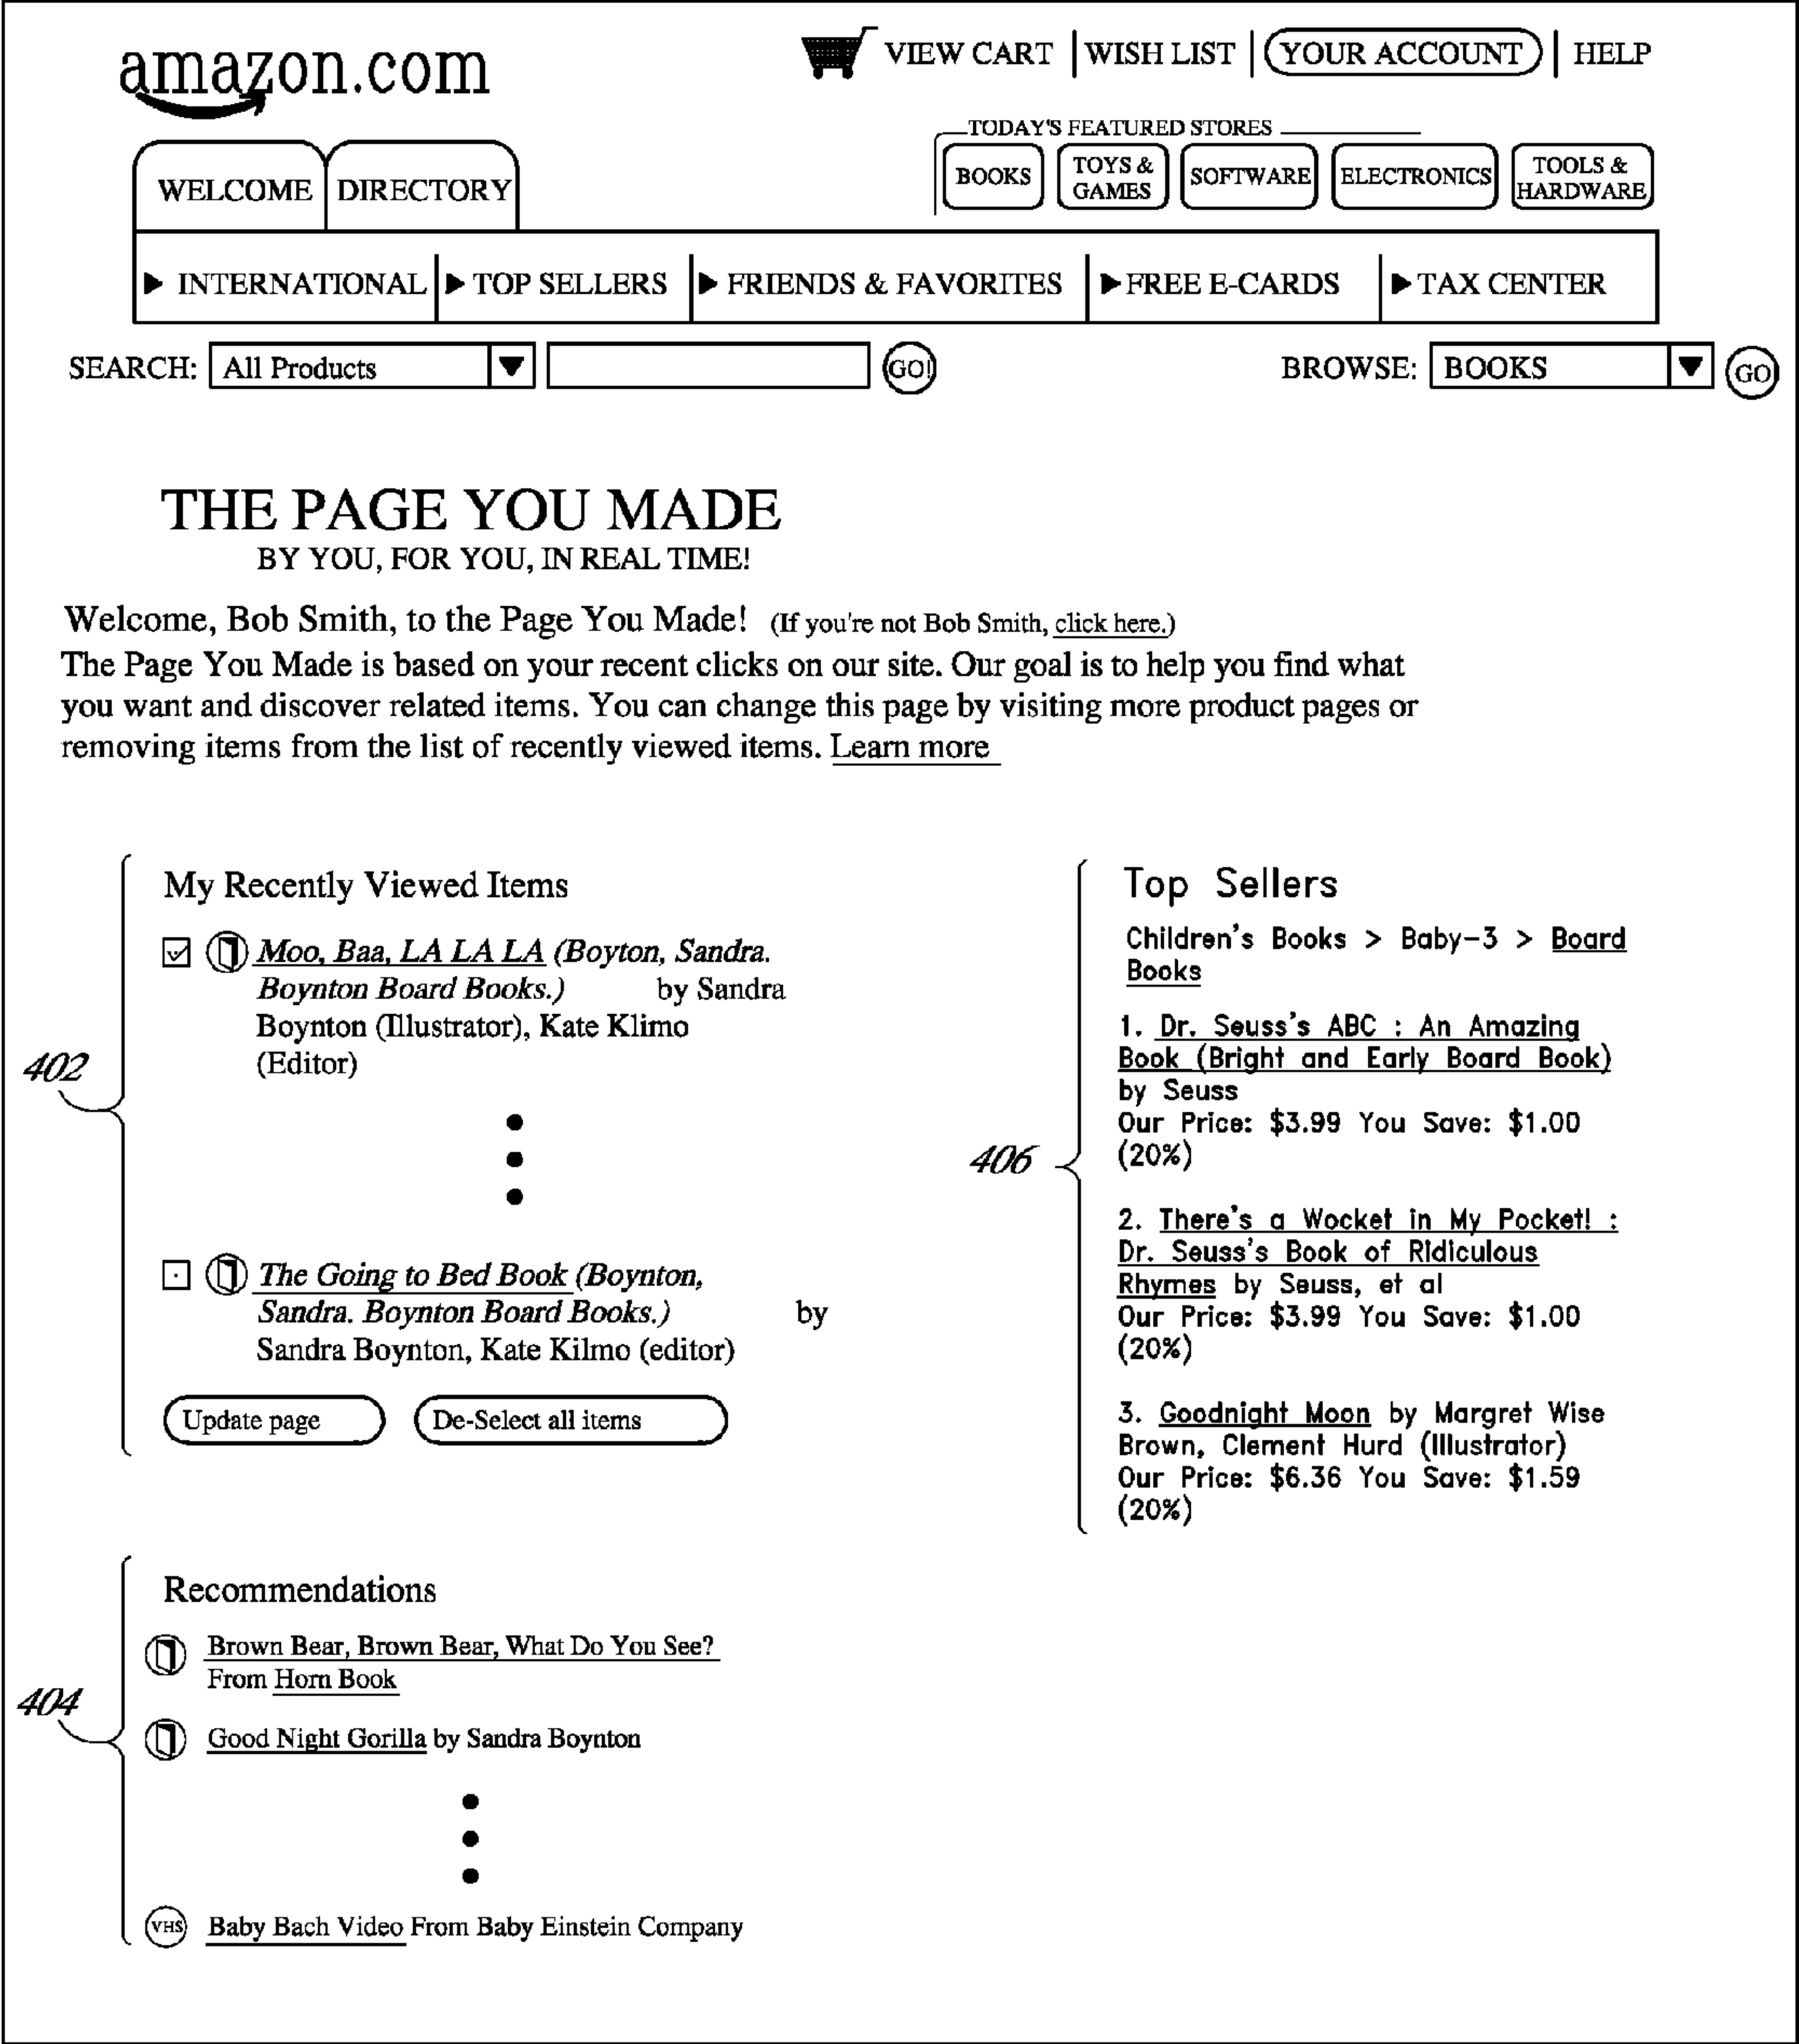 amazon.com
VIEW CART WISH LIST YOUR ACCOUNT HELP
TODAY'S FEATURED STORES
WELCOME DIRECTORY
BOOKS
TOYS &
GAMES
SOFTWARE
ELECTRONICS
TOOLS &
HARDWARE
INTERNATIONAL TOP SELLERS FRIENDS & FAVORITES FREE E-CARDS TAX CENTER
SEARCH: All Products GO! BROWSE: BOOKS GO
THE PAGE YOU MADE
BY YOU, FOR YOU, IN REAL TIME!
Welcome, Bob Smith, to the Page You Made! (If you're not Bob Smith, click here.)
The Page You Made is based on your recent clicks on our site. Our goal is to help you find what
you want and discover related items. You can change this page by visiting more product pages or
removing items from the list of recently viewed items. Learn more
402
My Recently Viewed Items
Moo, Baa, LA LA LA (Boyton, Sandra.
Boynton Board Books.) by Sandra
Boynton (Illustrator), Kate Klimo
(Editor)
The Going to Bed Book (Boynton,
Sandra. Boynton Board Books.) by
Sandra Boynton, Kate Kilmo (editor)
Update page De-Select all items
406
Top Sellers
Children's Books > Baby-3 > Board
Books
1. Dr. Seuss's ABC : An Amazing
Book (Bright and Early Board Book)
by Seuss
Our Price: $3.99 You Save: $1.00
(20%)
2. There's a Wocket in My Pocket! :
Dr. Seuss's Book of Ridiculous
Rhymes by Seuss, et al
Our Price: $3.99 You Save: $1.00
(20%)
3. Goodnight Moon by Margret Wise
Brown, Clement Hurd (Illustrator)
Our Price: $6.36 You Save: $1.59
(20%)
404
Recommendations
Brown Bear, Brown Bear, What Do You See?
From Horn Book
Good Night Gorilla by Sandra Boynton
VHS Baby Bach Video From Baby Einstein Company